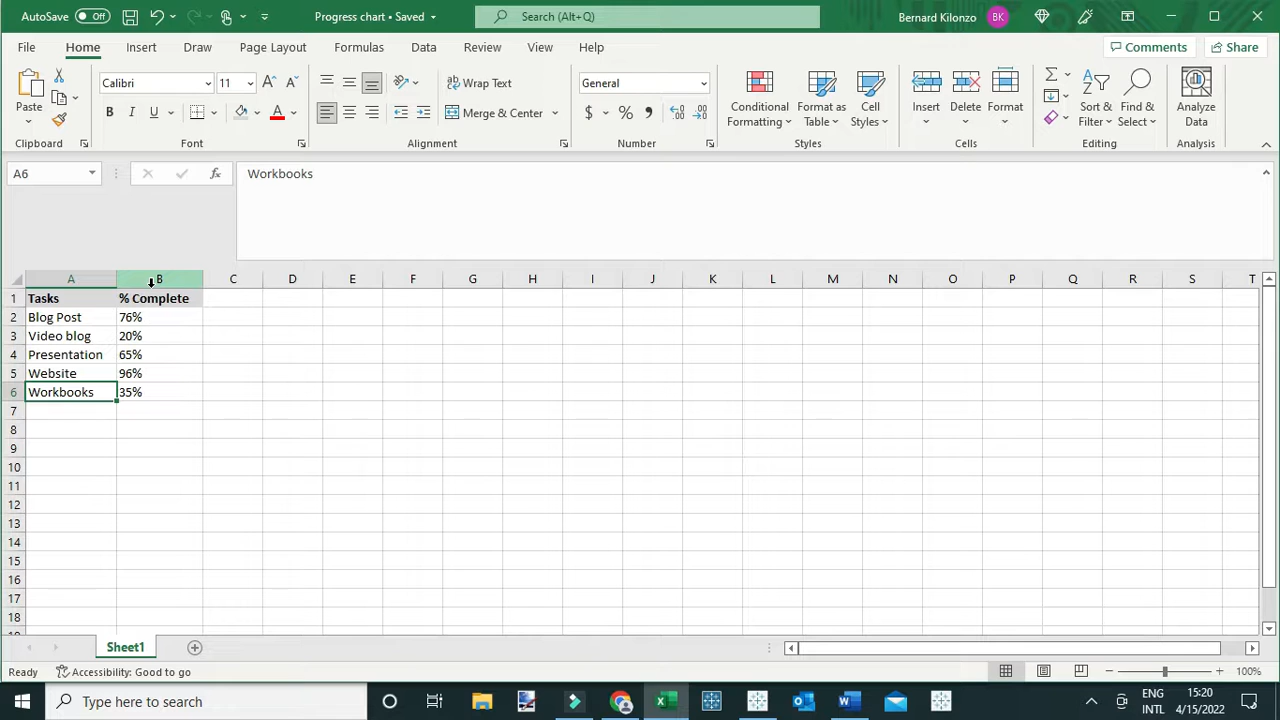 AutoSave Off Progress chart • Saved Search (Alt+Q) Bernard Kilonzo BK
File Home Insert Draw Page Layout Formulas Data Review View Help Comments Share
Paste Calibri 11 A A Wrap Text General Conditional Formatting Format as Table Cell Styles Insert Delete Format Sort & Filter Find & Select Analyze Data
B I U A Merge & Center $ % ,
Clipboard Font Alignment Number Styles Cells Editing Analysis
A6 fx Workbooks
A B C D E F G H I J K L M N O P Q R S T
1 Tasks % Complete
2 Blog Post 76%
3 Video blog 20%
4 Presentation 65%
5 Website 96%
6 Workbooks 35%
7
8
9
10
11
12
13
14
15
16
17
18
Sheet1
Ready Accessibility: Good to go 100%
Type here to search ENG INTL 15:20 4/15/2022